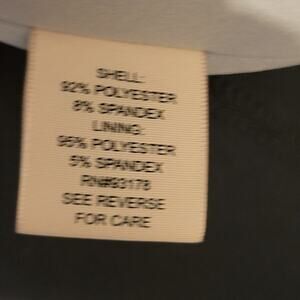 SHELL:
92% POLYESTER
8% SPANDEX
LINING:
95% POLYESTER
5% SPANDEX
RN#93178
SEE REVERSE
FOR CARE